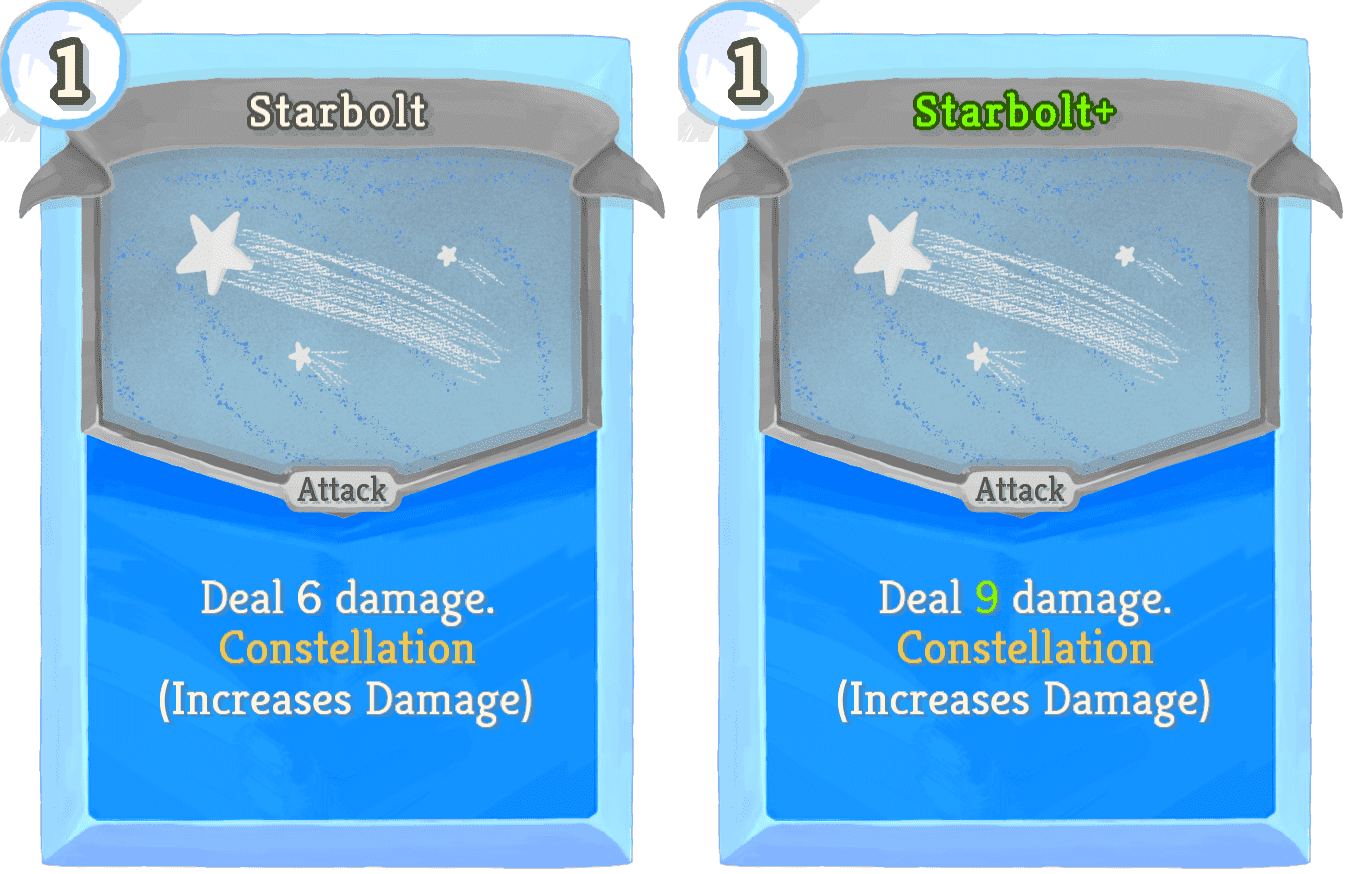 1
Starbolt
Attack
Deal 6 damage.
Constellation
(Increases Damage)
1
Starbolt+
Attack
Deal 9 damage.
Constellation
(Increases Damage)